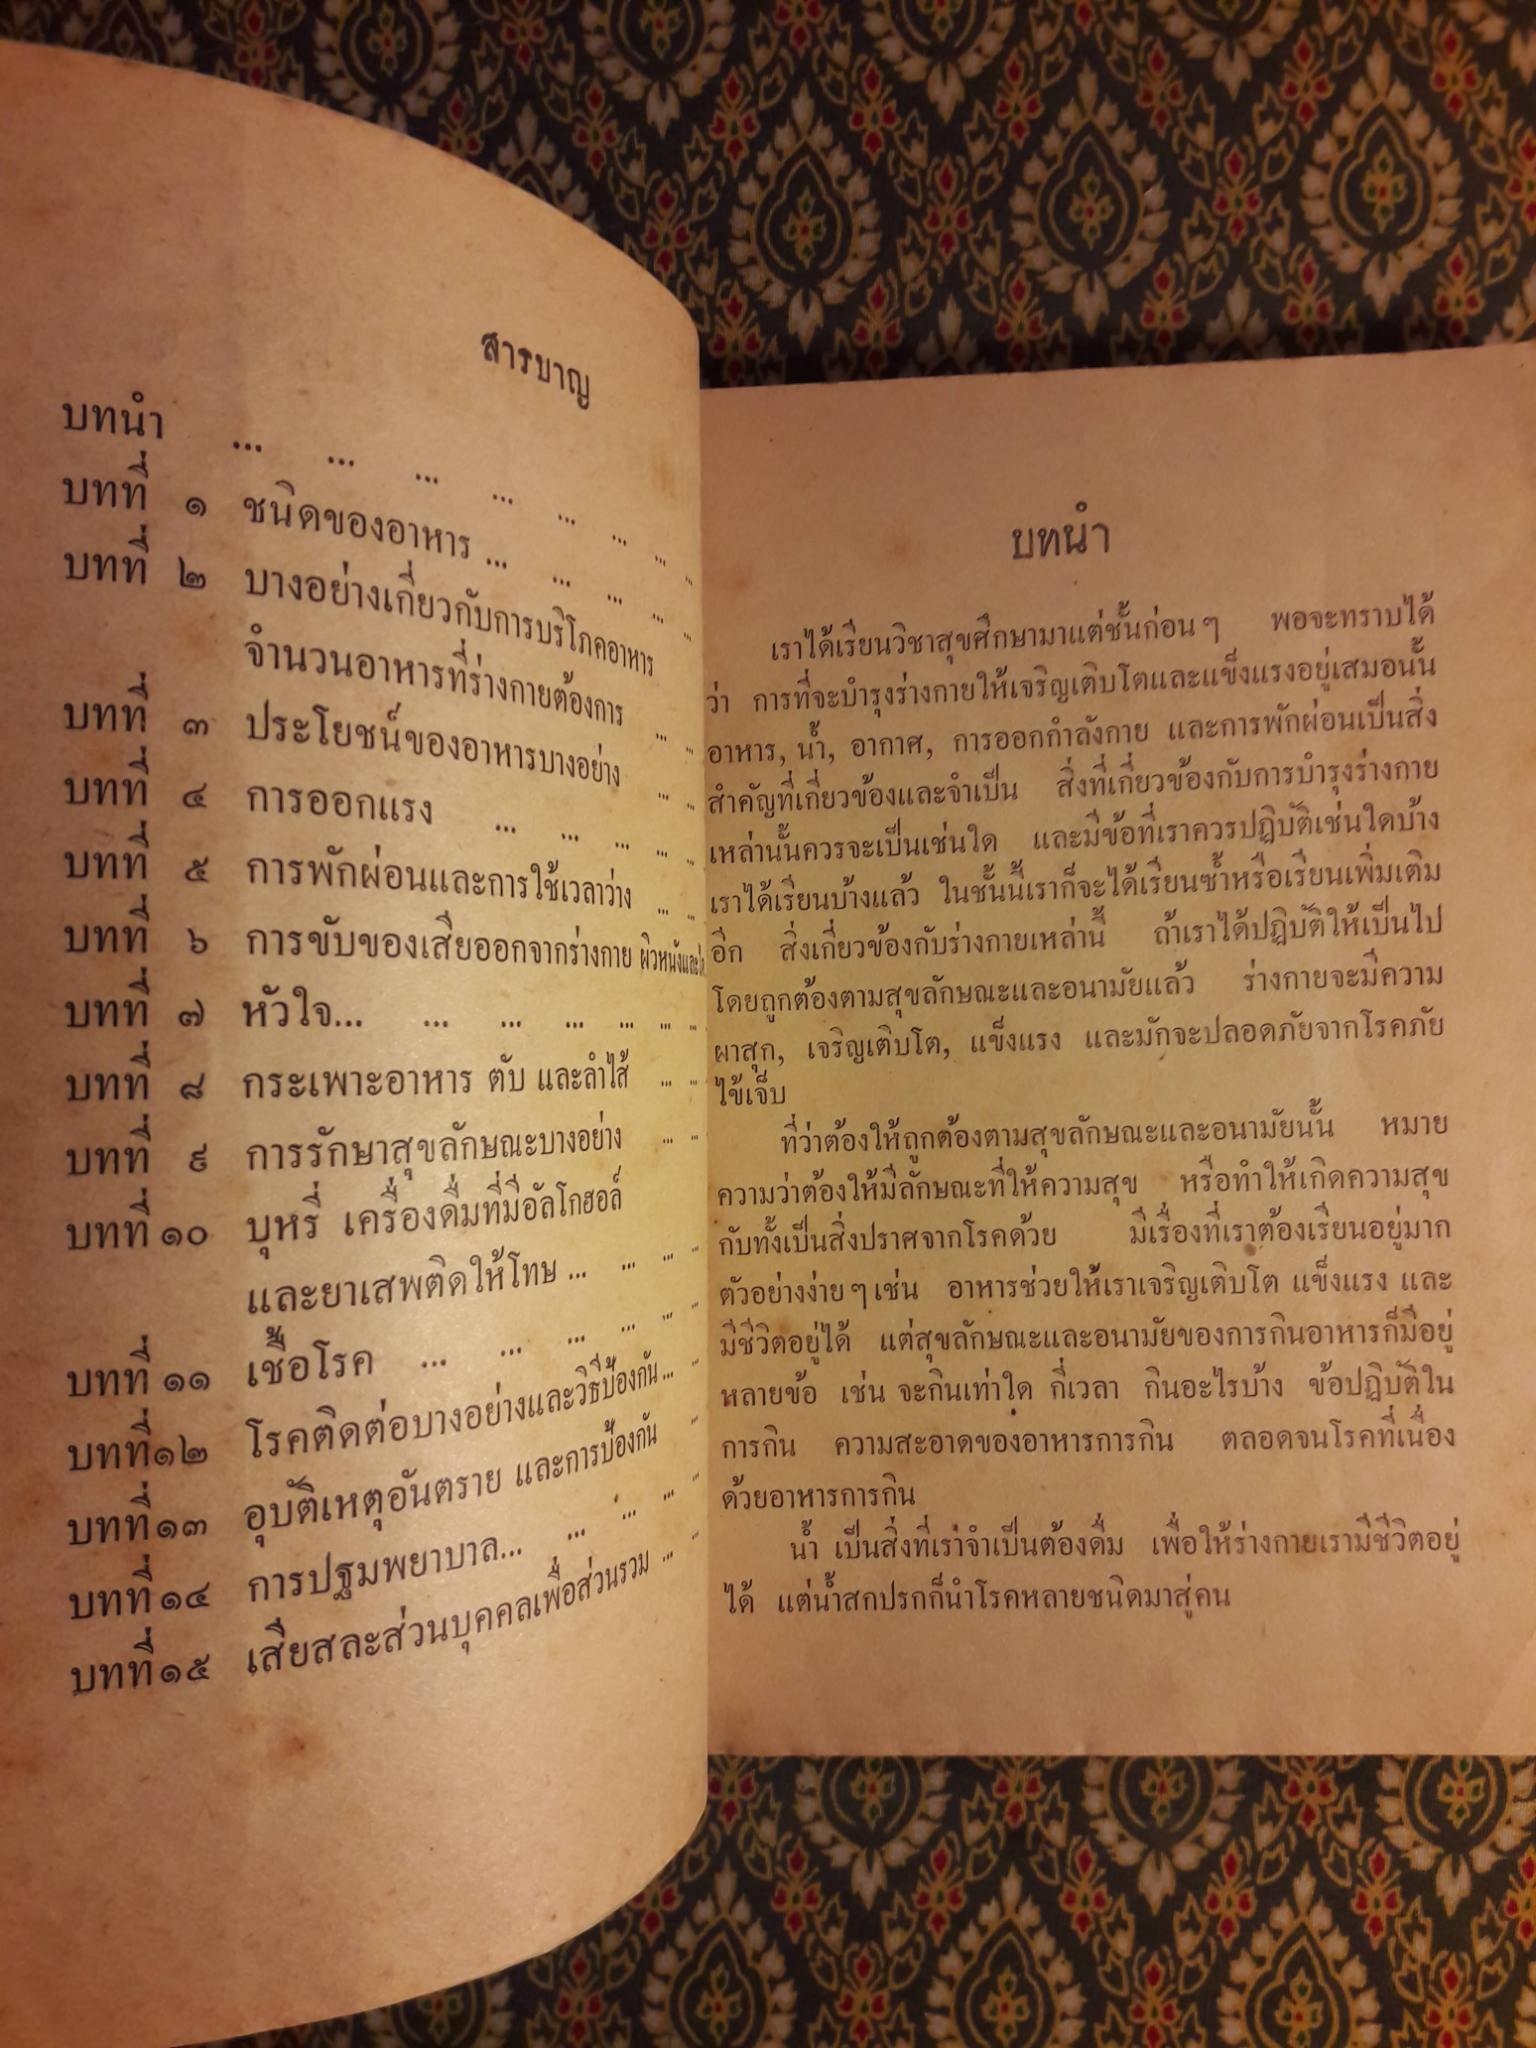 สารบาญ
บทนำ ... ... ... ... ... ... ... ...
บทที่ ๑ ชนิดของอาหาร ... ... ... ... ...
บทที่ ๒ บางอย่างเกี่ยวกับการบริโภคอาหาร
จำนวนอาหารที่ร่างกายต้องการ ... ...
บทที่ ๓ ประโยชน์ของอาหารบางอย่าง ... ...
บทที่ ๔ การออกแรง ... ... ... ... ...
บทที่ ๕ การพักผ่อนและการใช้เวลาว่าง ... ...
บทที่ ๖ การขับของเสียออกจากร่างกาย ผิวหนังและ
บทที่ ๗ หัวใจ... ... ... ... ... ... ...
บทที่ ๘ กระเพาะอาหาร ตับ และลำไส้ ... ...
บทที่ ๙ การรักษาสุขลักษณะบางอย่าง ... ...
บทที่ ๑๐ บุหรี่ เครื่องดื่มที่มีอัลโกฮอล์
และยาเสพติดให้โทษ ... ... ... ...
บทที่ ๑๑ เชื้อโรค ... ... ... ... ...
บทที่ ๑๒ โรคติดต่อบางอย่างและวิธีป้องกัน ... ...
บทที่ ๑๓ อุบัติเหตุอันตราย และการป้องกัน ...
บทที่ ๑๔ การปฐมพยาบาล... ... ... ... ...
บทที่ ๑๕ เสียสละส่วนบุคคลเพื่อส่วนรวม ... ...
บทนำ
เราได้เรียนวิชาสุขศึกษามาแต่ชั้นก่อน ๆ พอจะทราบได้
ว่า การที่จะบำรุงร่างกายให้เจริญเติบโตและแข็งแรงอยู่เสมอนั้น
อาหาร, น้ำ, อากาศ, การออกกำลังกาย และการพักผ่อนเป็นสิ่ง
สำคัญที่เกี่ยวข้องและจำเป็น สิ่งที่เกี่ยวข้องกับการบำรุงร่างกาย
เหล่านั้นควรจะเป็นเช่นใด และมีข้อที่เราควรปฏิบัติเช่นใดบ้าง
เราได้เรียนบ้างแล้ว ในชั้นนี้เราก็จะได้เรียนซ้ำหรือเรียนเพิ่มเติม
อีก สิ่งเกี่ยวข้องกับร่างกายเหล่านี้ ถ้าเราได้ปฏิบัติให้เป็นไป
โดยถูกต้องตามสุขลักษณะและอนามัยแล้ว ร่างกายจะมีความ
ผาสุก, เจริญเติบโต, แข็งแรง และมักจะปลอดภัยจากโรคภัย
ไข้เจ็บ
ที่ว่าต้องให้ถูกต้องตามสุขลักษณะและอนามัยนั้น หมาย
ความว่าต้องให้มีลักษณะที่ให้ความสุข หรือทำให้เกิดความสุข
กับทั้งเป็นสิ่งปราศจากโรคด้วย มีเรื่องที่เราต้องเรียนอยู่มาก
ตัวอย่างง่าย ๆ เช่น อาหารช่วยให้เราเจริญเติบโต แข็งแรง และ
มีชีวิตอยู่ได้ แต่สุขลักษณะและอนามัยของการกินอาหารก็มีอยู่
หลายข้อ เช่น จะกินเท่าใด กี่เวลา กินอะไรบ้าง ข้อปฏิบัติใน
การกิน ความสะอาดของอาหารการกิน ตลอดจนโรคที่เนื่อง
ด้วยอาหารการกิน
น้ำ เป็นสิ่งที่เราจำเป็นต้องดื่ม เพื่อให้ร่างกายเรามีชีวิตอยู่
ได้ แต่น้ำสกปรกก็นำโรคหลายชนิดมาสู่คน